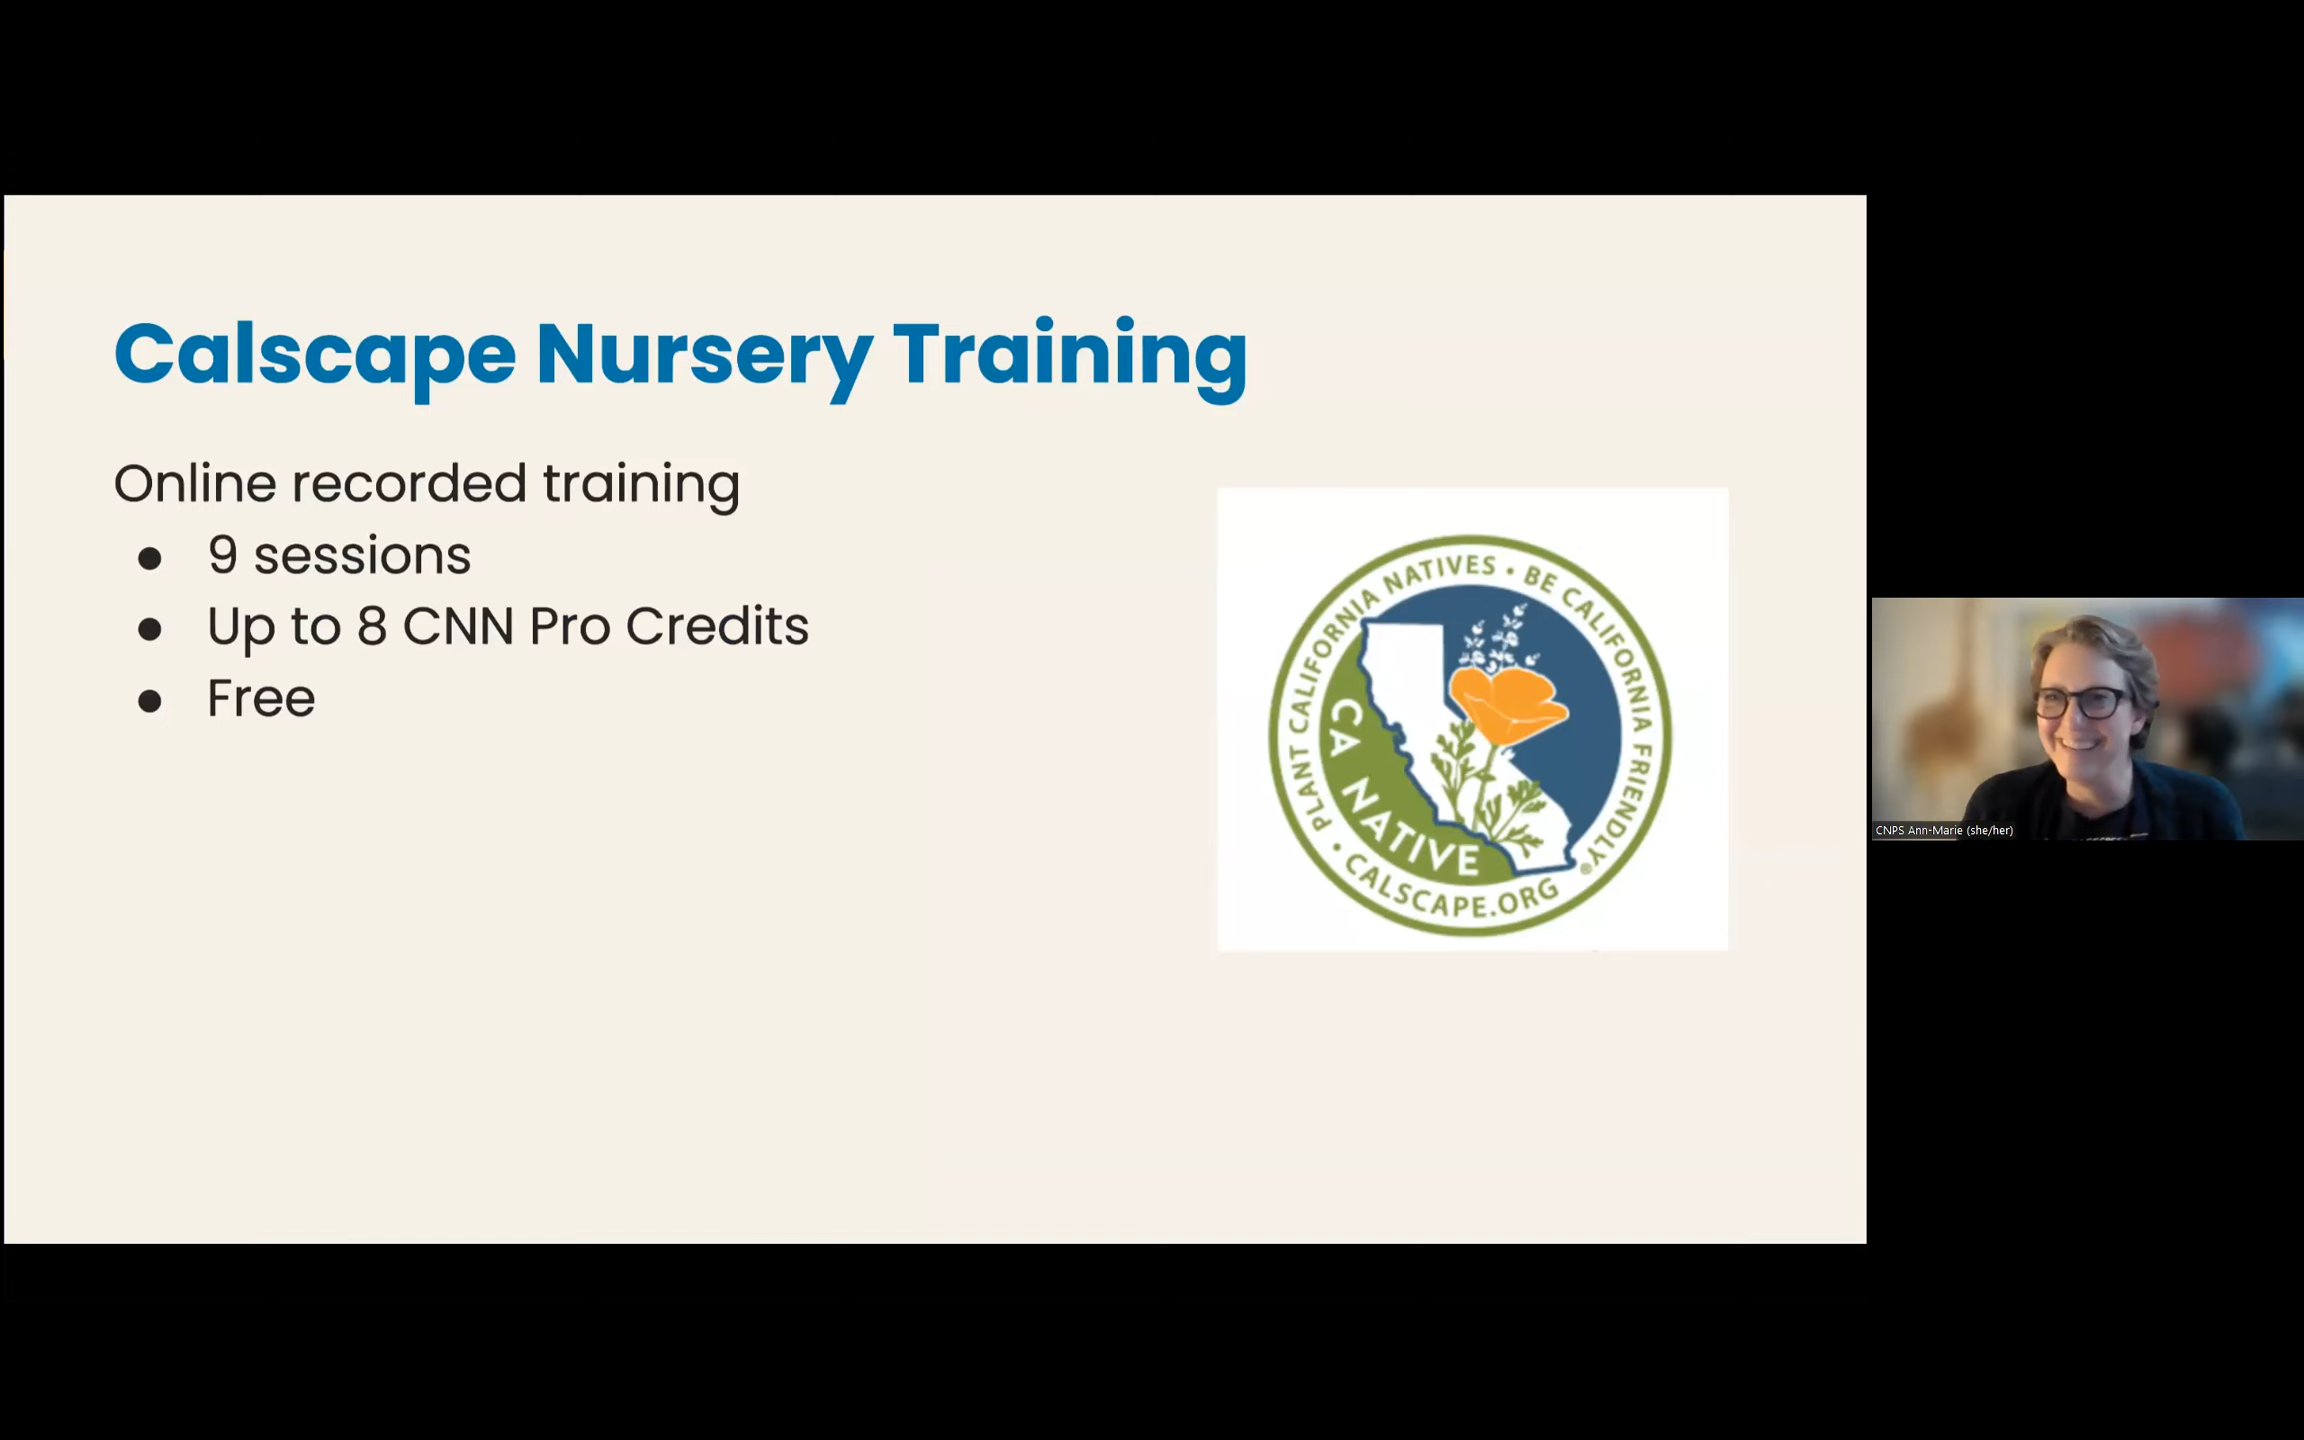 Calscape Nursery Training
Online recorded training
● 9 sessions
● Up to 8 CNN Pro Credits
● Free
• PLANT CALIFORNIA NATIVES • BE CALIFORNIA FRIENDLY®
CA NATIVE
CALSCAPE.ORG
CNPS Ann-Marie (she/her)